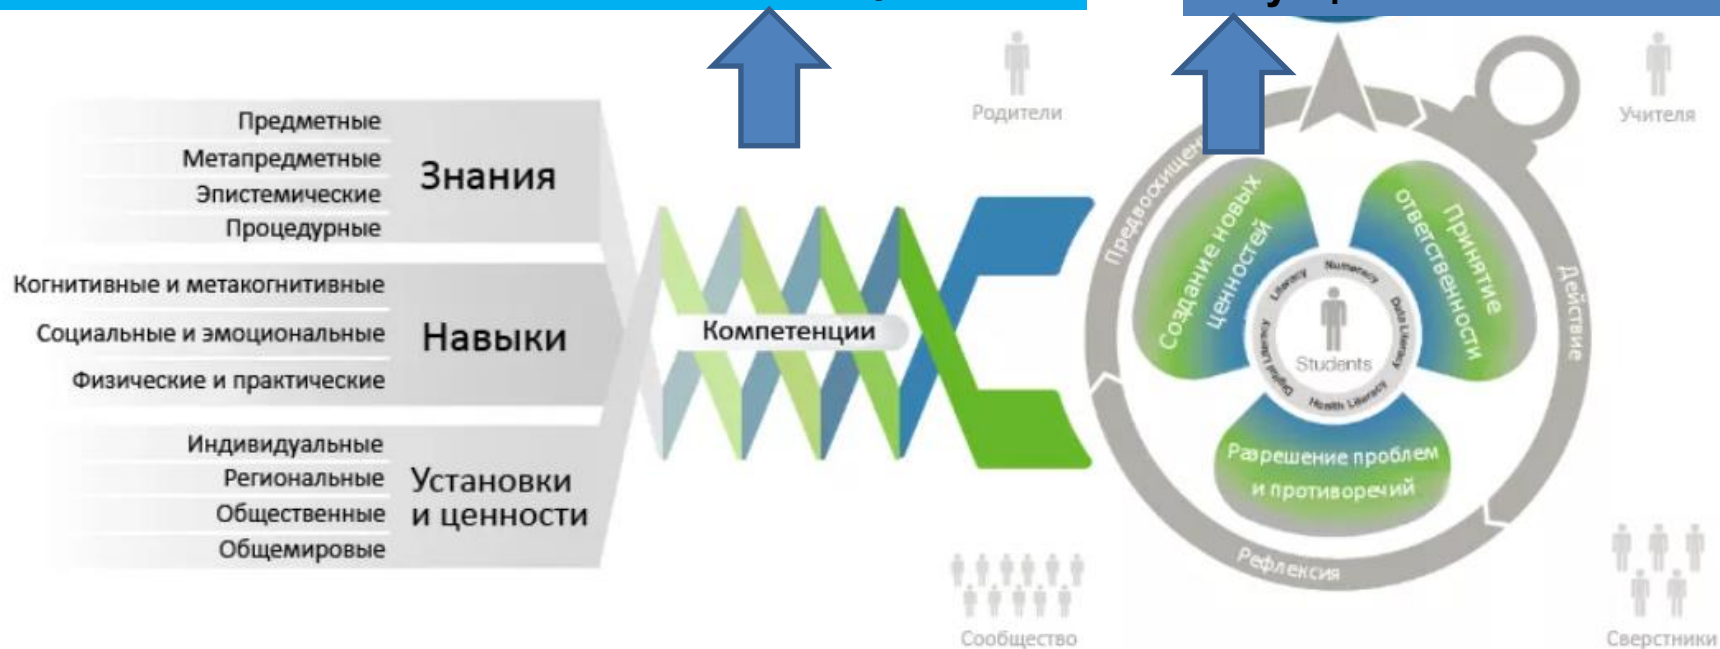 Родители
Учителя
Предметные
Метапредметные
Эпистемические
Процедурные
Знания
Когнитивные и метакогнитивные
Социальные и эмоциональные
Физические и практические
Навыки
Индивидуальные
Региональные
Общественные
Общемировые
Установки
и ценности
Компетенции
Действие
Рефлексия
Создание новых
ценностей
Принятие
ответственности
Разрешение проблем
и противоречий
Literacy
Numeracy
Data Literacy
Health Literacy
Digital Literacy
Students
Сообщество
Сверстники